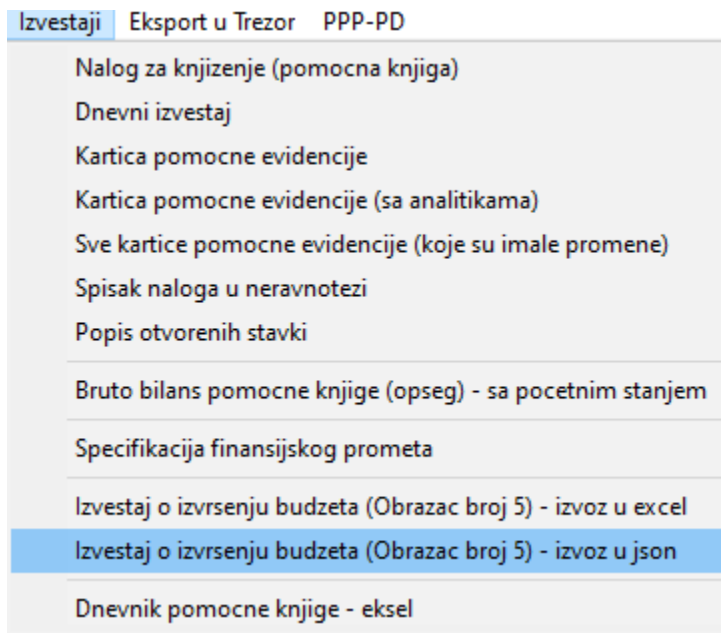 Izvestaji Eksport u Trezor PPP-PD
Nalog za knjizenje (pomocna knjiga)
Dnevni izvestaj
Kartica pomocne evidencije
Kartica pomocne evidencije (sa analitikama)
Sve kartice pomocne evidencije (koje su imale promene)
Spisak naloga u neravnotezi
Popis otvorenih stavki
Bruto bilans pomocne knjige (opseg) - sa pocetnim stanjem
Specifikacija finansijskog prometa
Izvestaj o izvrsenju budzeta (Obrazac broj 5) - izvoz u excel
Izvestaj o izvrsenju budzeta (Obrazac broj 5) - izvoz u json
Dnevnik pomocne knjige - eksel